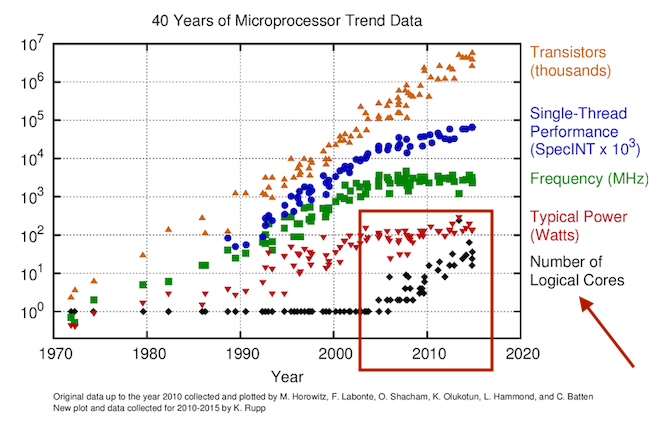 40 Years of Microprocessor Trend Data
10^7
10^6
10^5
10^4
10^3
10^2
10^1
10^0
1970
1980
1990
2000
2010
2020
Year
Transistors
(thousands)
Single-Thread
Performance
(SpecINT x 10^3)
Frequency (MHz)
Typical Power
(Watts)
Number of
Logical Cores
Original data up to the year 2010 collected and plotted by M. Horowitz, F. Labonte, O. Shacham, K. Olukotun, L. Hammond, and C. Batten
New plot and data collected for 2010-2015 by K. Rupp